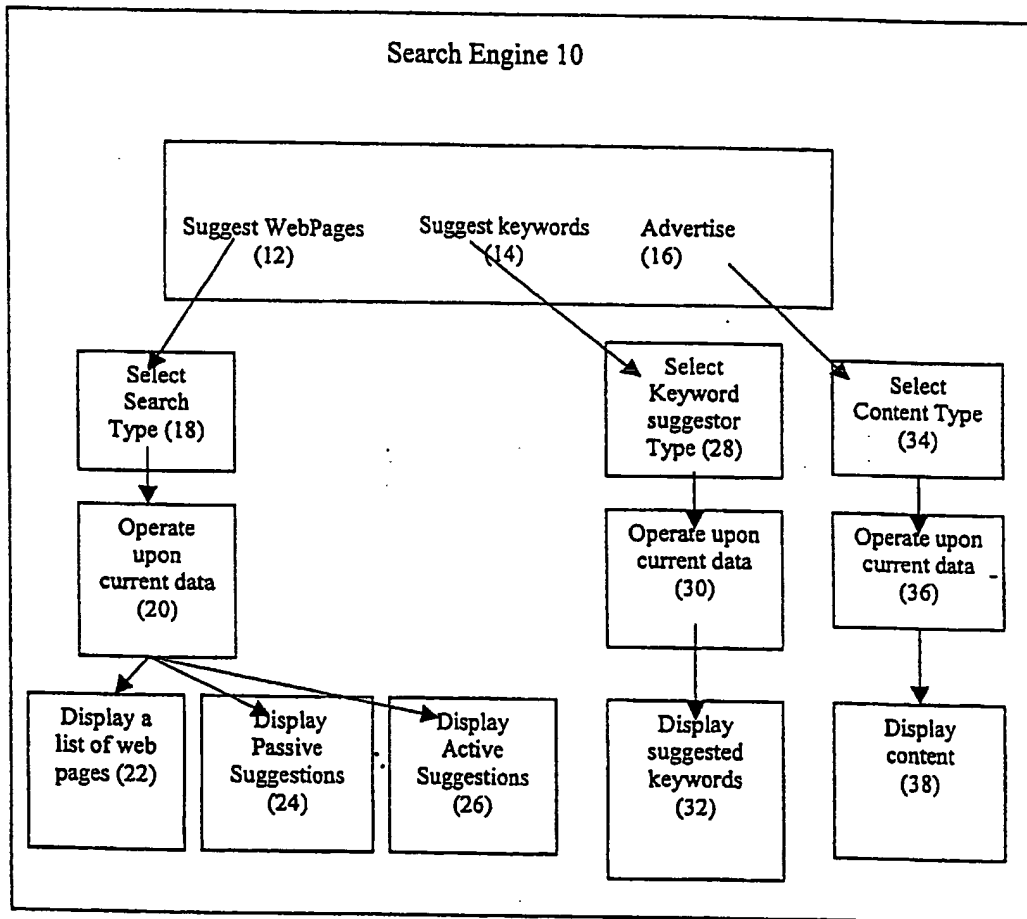 Search Engine 10
Suggest WebPages
(12)
Suggest keywords
(14)
Advertise
(16)
Select
Search
Type (18)
Select
Keyword
suggestor
Type (28)
Select
Content Type
(34)
Operate
upon
current data
(20)
Operate upon
current data
(30)
Operate upon
current data
(36)
Display a
list of web
pages (22)
Display
Passive
Suggestions
(24)
Display
Active
Suggestions
(26)
Display
suggested
keywords
(32)
Display
content
(38)